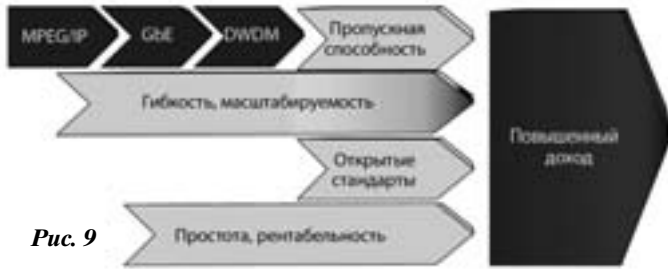 MPEG/IP
GbE
DWDM
Пропускная
способность
Гибкость, масштабируемость
Открытые
стандарты
Простота, рентабельность
Повышенный
доход
Рис. 9